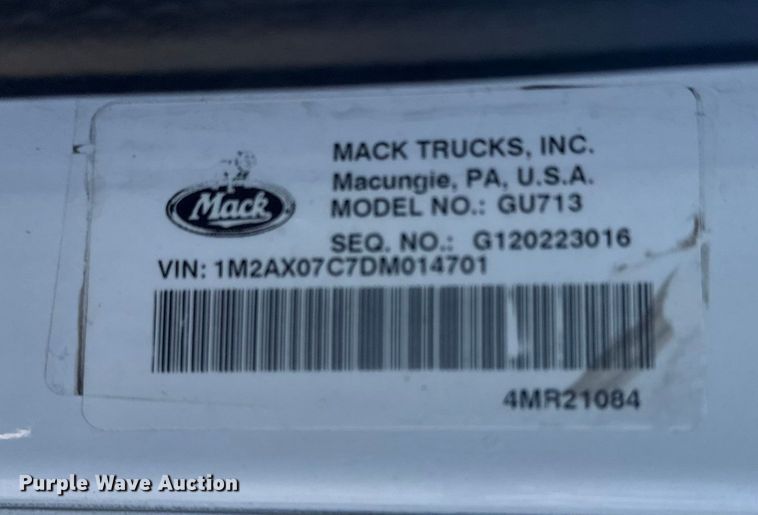 MACK TRUCKS, INC.
Macungie, PA, U.S.A.
MODEL NO.: GU713
Mack
SEQ. NO.: G120223016
VIN: 1M2AX07C7DM014701
4MR21084
Purple Wave Auction